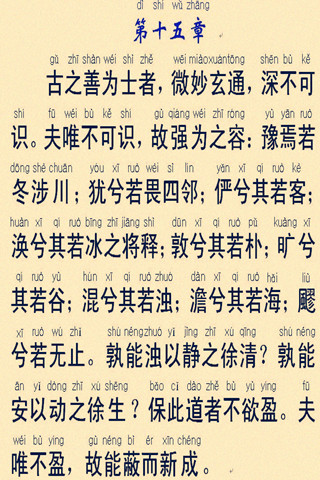 dì shí wǔ zhāng
第十五章
gǔ zhī shàn wéi shì zhě wēi miào xuán tōng shēn bù kě
古之善为士者，微妙玄通，深不可
shí fú wéi bù kě shí gù qiǎng wéi zhī róng yù yān ruò
识。夫唯不可识，故强为之容：豫焉若
dōng shè chuān yóu xī ruò wèi sì lín yǎn xī qí ruò kè
冬涉川；犹兮若畏四邻；俨兮其若客；
huàn xī qí ruò bīng zhī jiāng shì dūn xī qí ruò pǔ kuàng xī
涣兮其若冰之将释；敦兮其若朴；旷兮
qí ruò yù hùn xī qí ruò zhuó dàn xī qí ruò hǎi liù
其若谷；混兮其若浊；澹兮其若海；飂
xī ruò wú zhǐ shú néng zhuó yǐ jìng zhī xú qīng shú néng
兮若无止。孰能浊以静之徐清？孰能
ān yǐ dòng zhī xú shēng bǎo cǐ dào zhě bù yù yíng fū
安以动之徐生？保此道者不欲盈。夫
wéi bù yíng gù néng bì ér xīn chéng
唯不盈，故能蔽而新成。